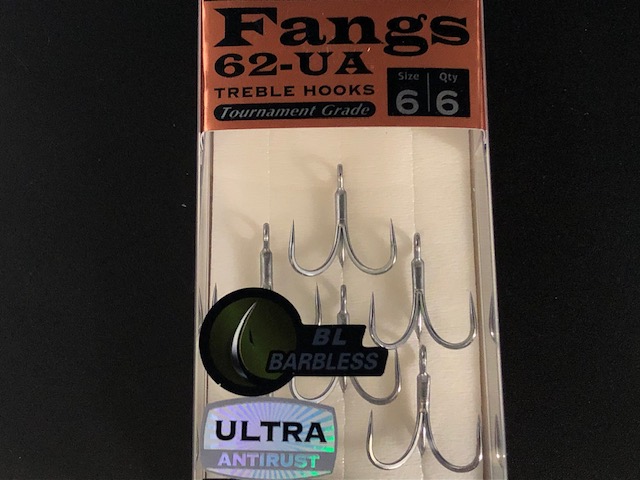 Fangs
62-UA
TREBLE HOOKS
Tournament Grade
Size Qty
6 6
BL
BARBLESS
ULTRA
ANTIRUST